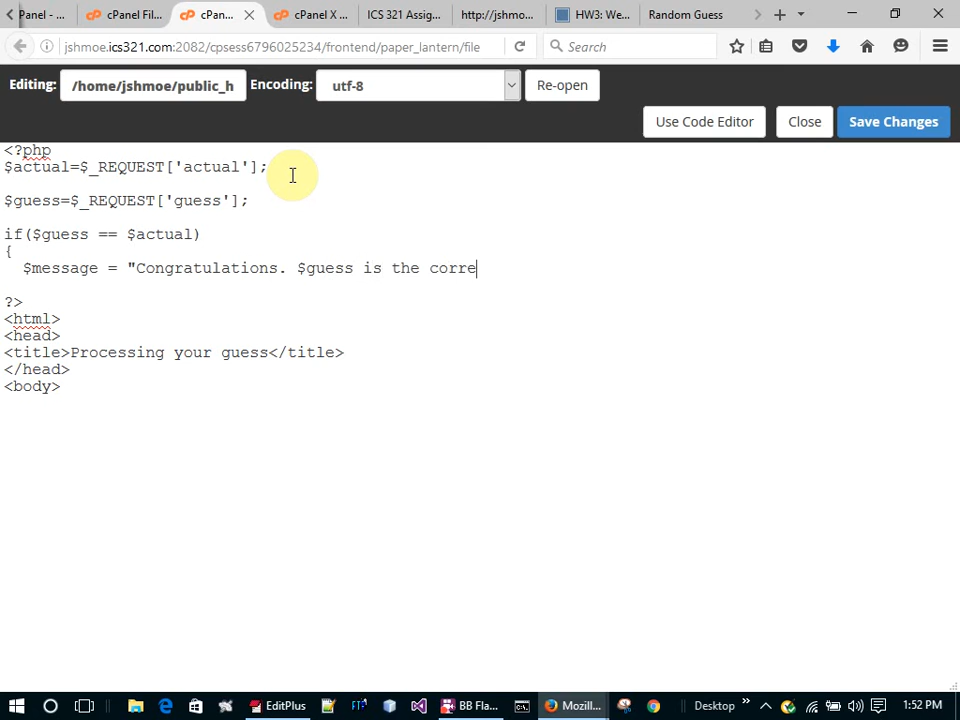 Panel - ...
cPanel Fil...
cPan...
cPanel X ...
ICS 321 Assig...
http://jshmo...
HW3: We...
Random Guess
jshmoe.ics321.com:2082/cpsess6796025234/frontend/paper_lantern/file
Search
Editing: /home/jshmoe/public_h Encoding: utf-8 Re-open
Use Code Editor Close Save Changes
<?php
$actual=$_REQUEST['actual'];
$guess=$_REQUEST['guess'];
if($guess == $actual)
{
$message = "Congratulations. $guess is the corre
?>
<html>
<head>
<title>Processing your guess</title>
</head>
<body>
EditPlus
BB Fla...
Mozill...
Desktop
1:52 PM